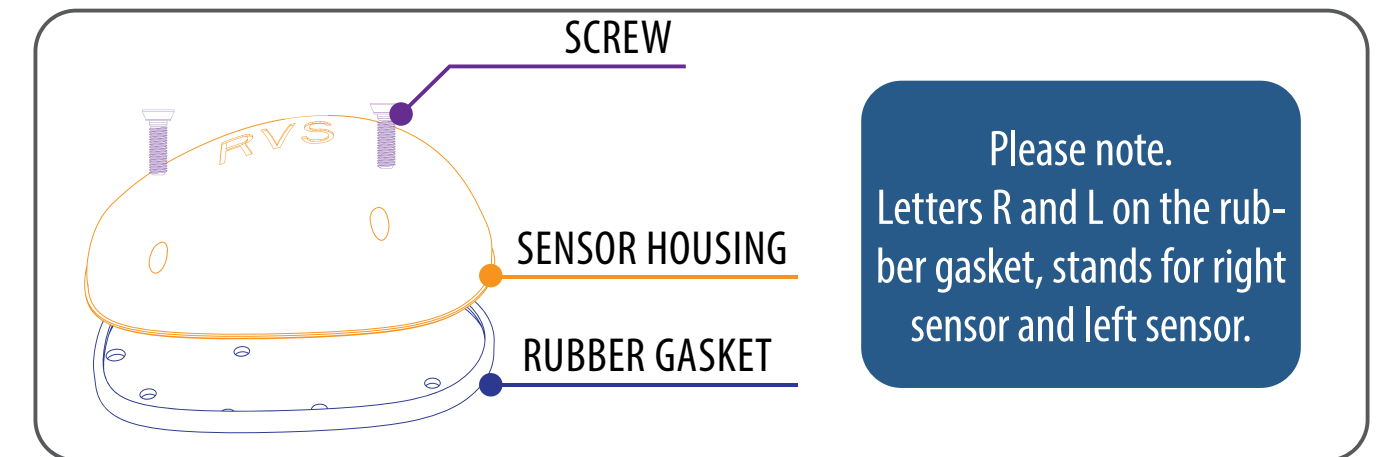 SCREW
RVS
SENSOR HOUSING
RUBBER GASKET
Please note.
Letters R and L on the rub-
ber gasket, stands for right
sensor and left sensor.